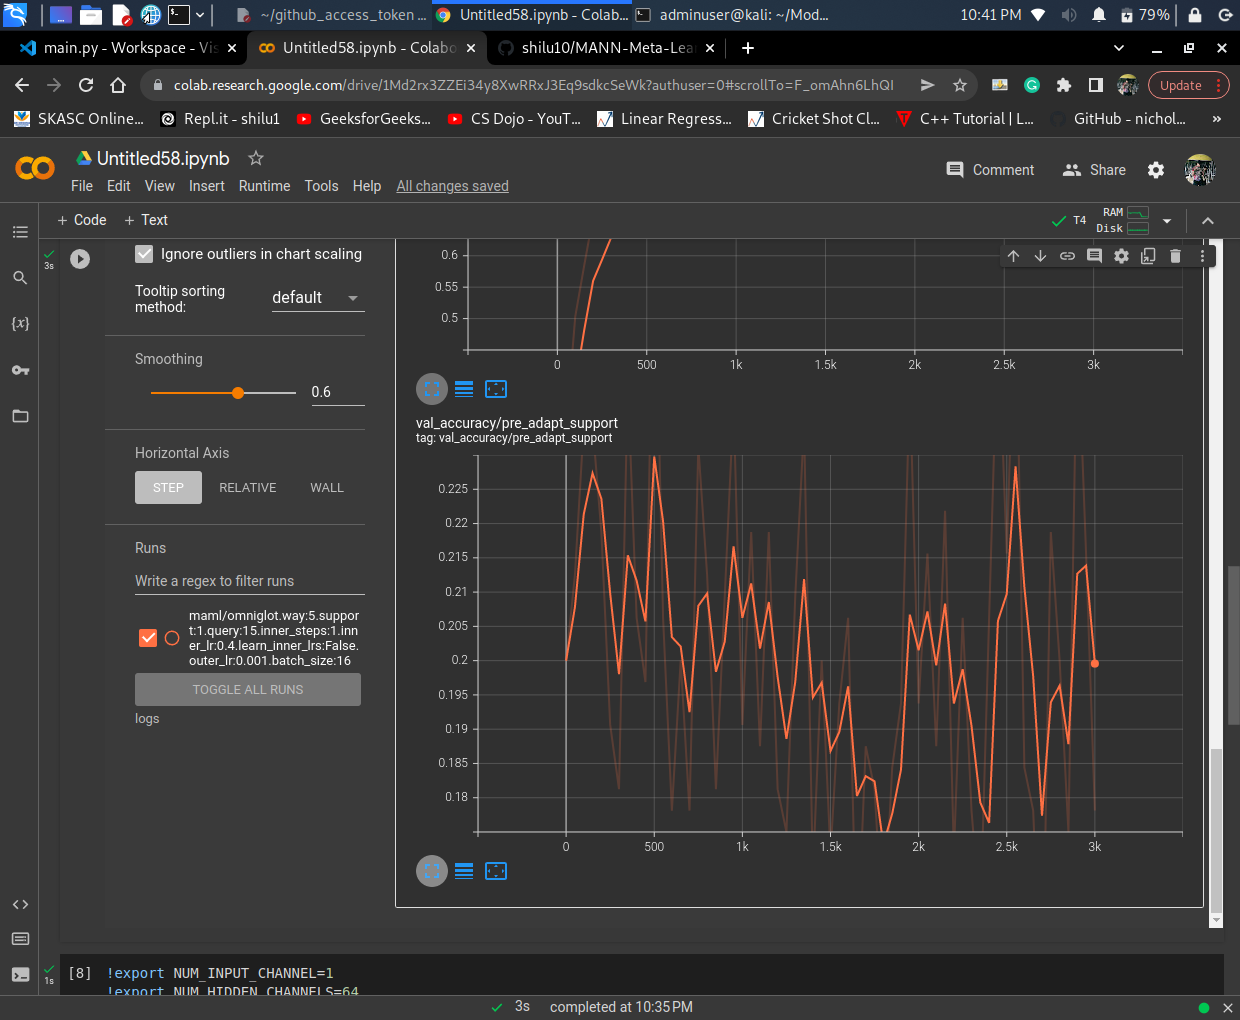 ~/github_access_token ...
Untitled58.ipynb - Colab...
adminuser@kali: ~/Mod...
10:41 PM
79%
main.py - Workspace - Vis
Untitled58.ipynb - Colabo
shilu10/MANN-Meta-Lea
colab.research.google.com/drive/1Md2rx3ZZEi34y8XwRRxJ3Eq9sdkcSeWk?authuser=0#scrollTo=F_omAhn6LhQI
Update
SKASC Online...
Repl.it - shilu1
GeeksforGeeks...
CS Dojo - YouT...
Linear Regress...
Cricket Shot Cl...
C++ Tutorial | L...
GitHub - nichol...
»
Untitled58.ipynb
Comment
Share
File Edit View Insert Runtime Tools Help All changes saved
+ Code + Text
T4
RAM
Disk
3s
Ignore outliers in chart scaling
Tooltip sorting
method:
default
Smoothing
0.6
Horizontal Axis
STEP RELATIVE WALL
Runs
Write a regex to filter runs
maml/omniglot.way:5.suppor
t:1.query:15.inner_steps:1.inn
er_lr:0.4.learn_inner_lrs:False.
outer_lr:0.001.batch_size:16
TOGGLE ALL RUNS
logs
0.6
0.55
0.5
0 500 1k 1.5k 2k 2.5k 3k
val_accuracy/pre_adapt_support
tag: val_accuracy/pre_adapt_support
0.225
0.22
0.215
0.21
0.205
0.2
0.195
0.19
0.185
0.18
0 500 1k 1.5k 2k 2.5k 3k
{x}
1s
[8] !export NUM_INPUT_CHANNEL=1
!export NUM_HIDDEN_CHANNELS=64
3s completed at 10:35 PM